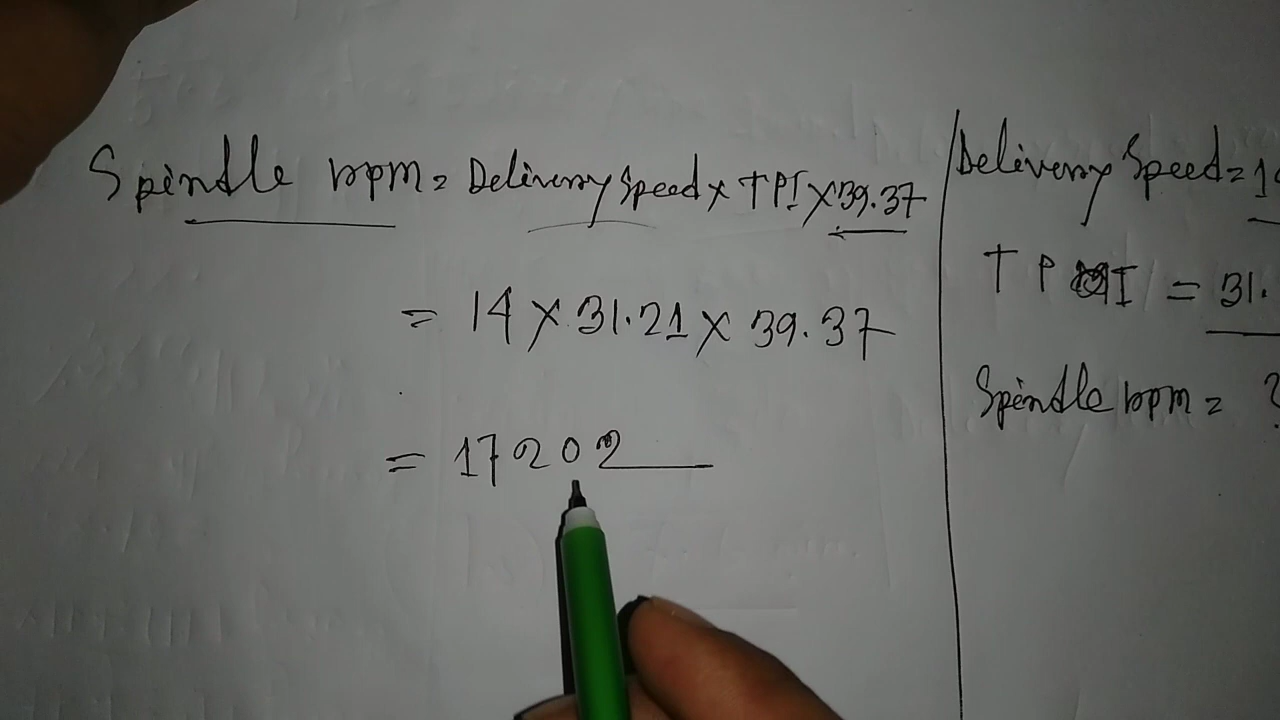 Spindle rpm = Delivery Speed x TPI x 39.37
= 14 x 31.21 x 39.37
= 17202
Delivery Speed = 1
TPI = 31.
Spindle rpm = ?